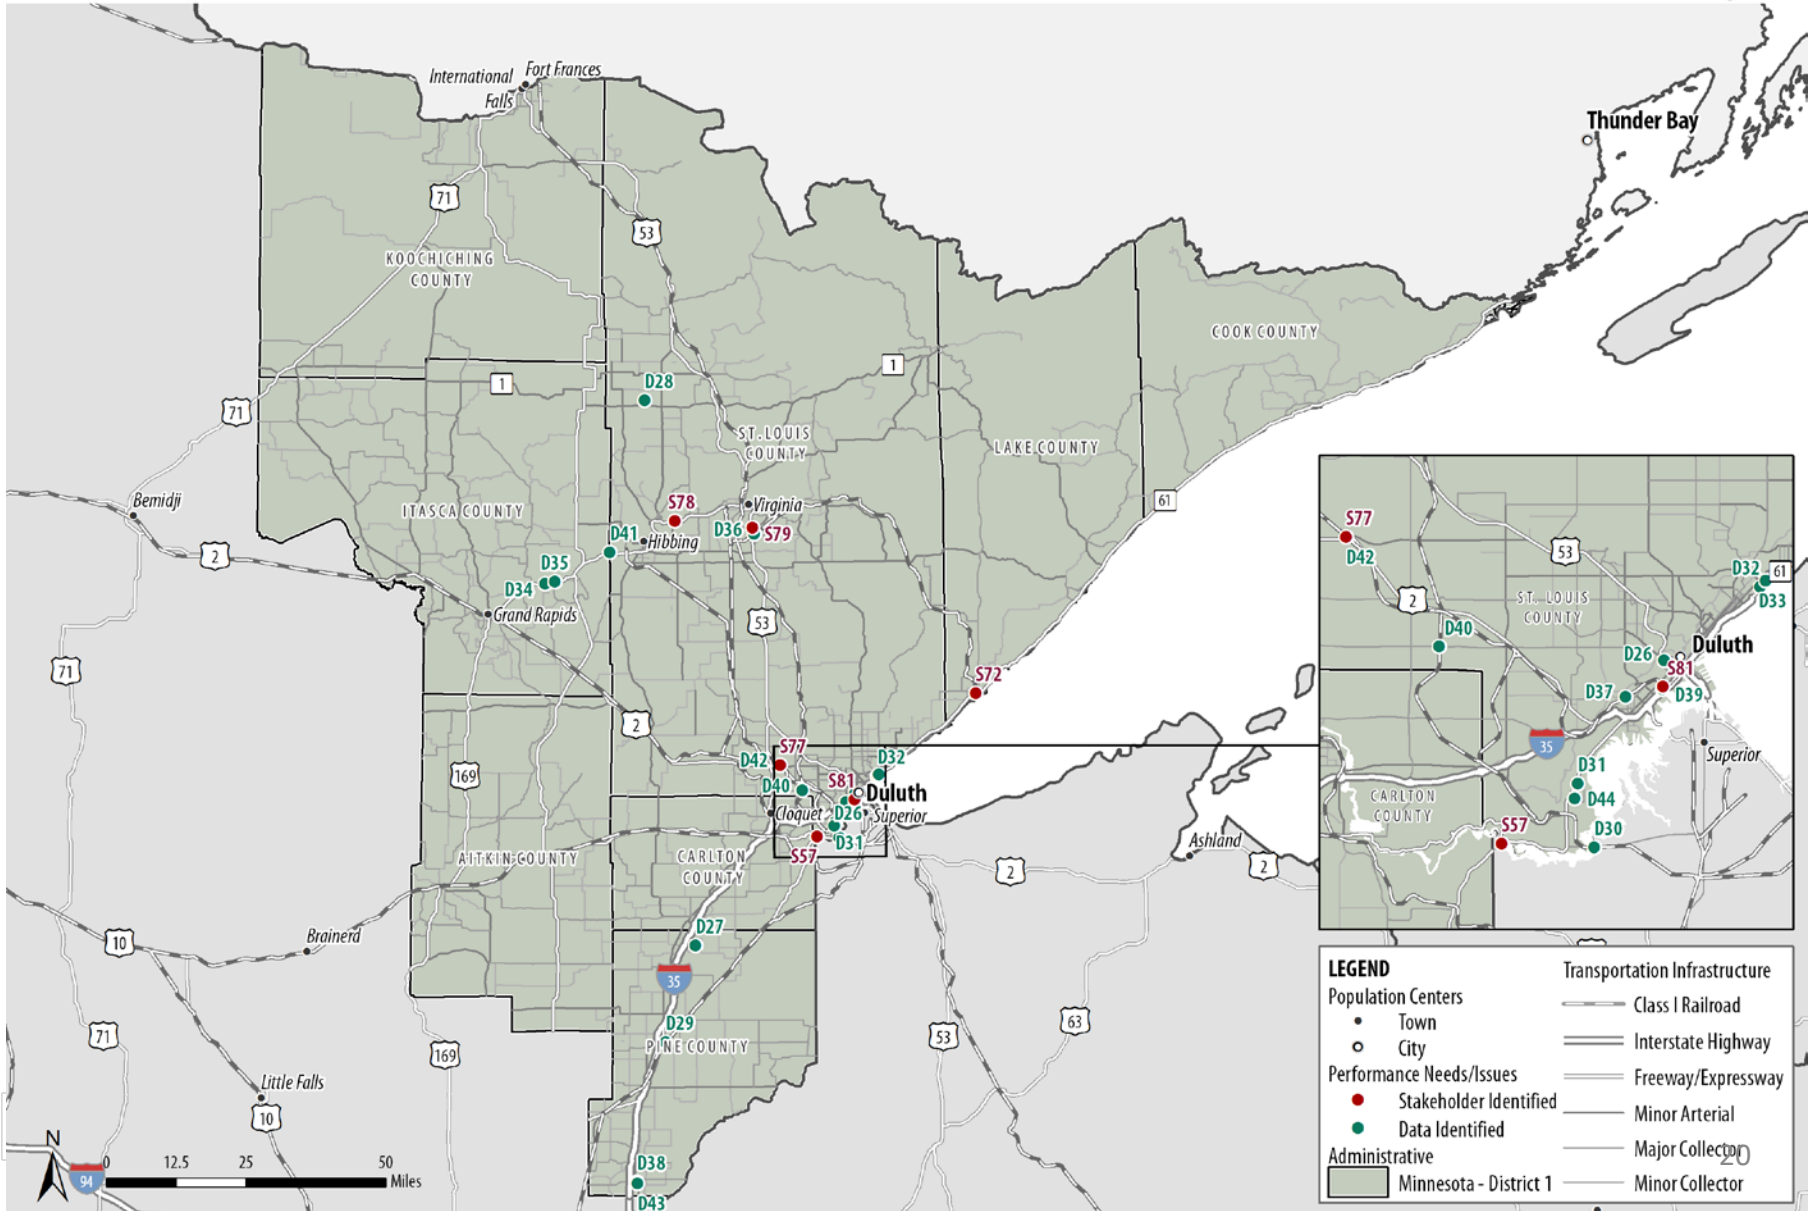 International
Falls
Fort Frances
Thunder Bay
71
53
KOOCHICHING
COUNTY
COOK COUNTY
1
1
D28
71
ST. LOUIS
COUNTY
LAKE COUNTY
Bemidji
61
S78
Virginia
ITASCA COUNTY
D36
S79
D41
Hibbing
2
D35
D34
Grand Rapids
53
71
S72
2
S77
D42
D32
169
D40
S81
Duluth
Cloquet
D26
Superior
D31
S57
AITKIN COUNTY
CARLTON
COUNTY
Ashland
2
2
D27
10
Brainerd
35
D29
PINE COUNTY
71
169
53
63
Little Falls
10
D38
D43
N
94
0
12.5
25
50
Miles
S77
D42
53
D32
61
D33
2
ST. LOUIS
COUNTY
D40
Duluth
D26
S81
D37
D39
35
Superior
D31
D44
CARLTON
COUNTY
S57
D30
LEGEND
Population Centers
Town
City
Performance Needs/Issues
Stakeholder Identified
Data Identified
Administrative
Minnesota - District 1
Transportation Infrastructure
Class I Railroad
Interstate Highway
Freeway/Expressway
Minor Arterial
Major Collector
20
Minor Collector